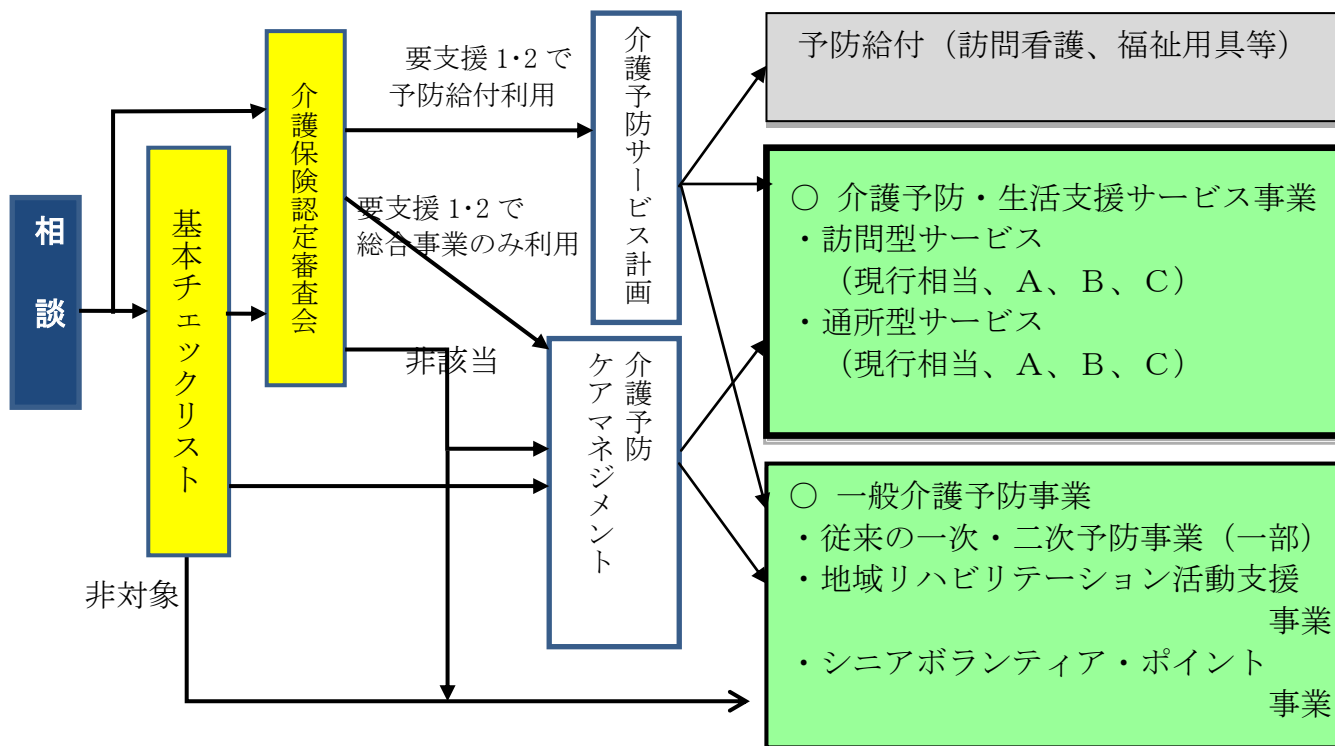 相談
基本チェックリスト
介護保険認定審査会
要支援 1・2 で
予防給付利用
要支援 1・2 で
総合事業のみ利用
非該当
非対象
介護予防サービス計画
介護予防
ケアマネジメント
予防給付（訪問看護、福祉用具等）
○ 介護予防・生活支援サービス事業
・訪問型サービス
（現行相当、A、B、C）
・通所型サービス
（現行相当、A、B、C）
○ 一般介護予防事業
・従来の一次・二次予防事業（一部）
・地域リハビリテーション活動支援
事業
・シニアボランティア・ポイント
事業